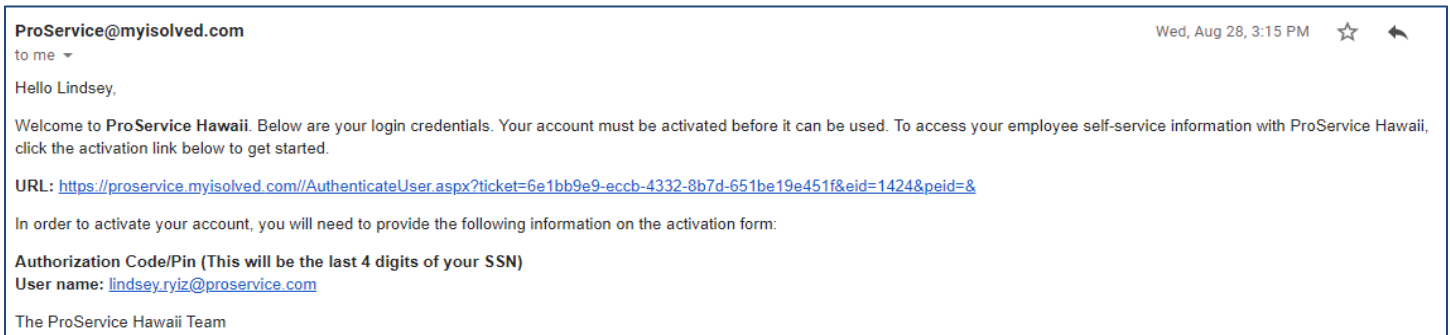 ProService@myisolved.com
Wed, Aug 28, 3:15 PM
to me
Hello Lindsey,
Welcome to ProService Hawaii. Below are your login credentials. Your account must be activated before it can be used. To access your employee self-service information with ProService Hawaii,
click the activation link below to get started.
URL: https://proservice.myisolved.com//AuthenticateUser.aspx?ticket=6e1bb9e9-eccb-4332-8b7d-651be19e451f&eid=1424&peid=&
In order to activate your account, you will need to provide the following information on the activation form:
Authorization Code/Pin (This will be the last 4 digits of your SSN)
User name: lindsey.ryiz@proservice.com
The ProService Hawaii Team